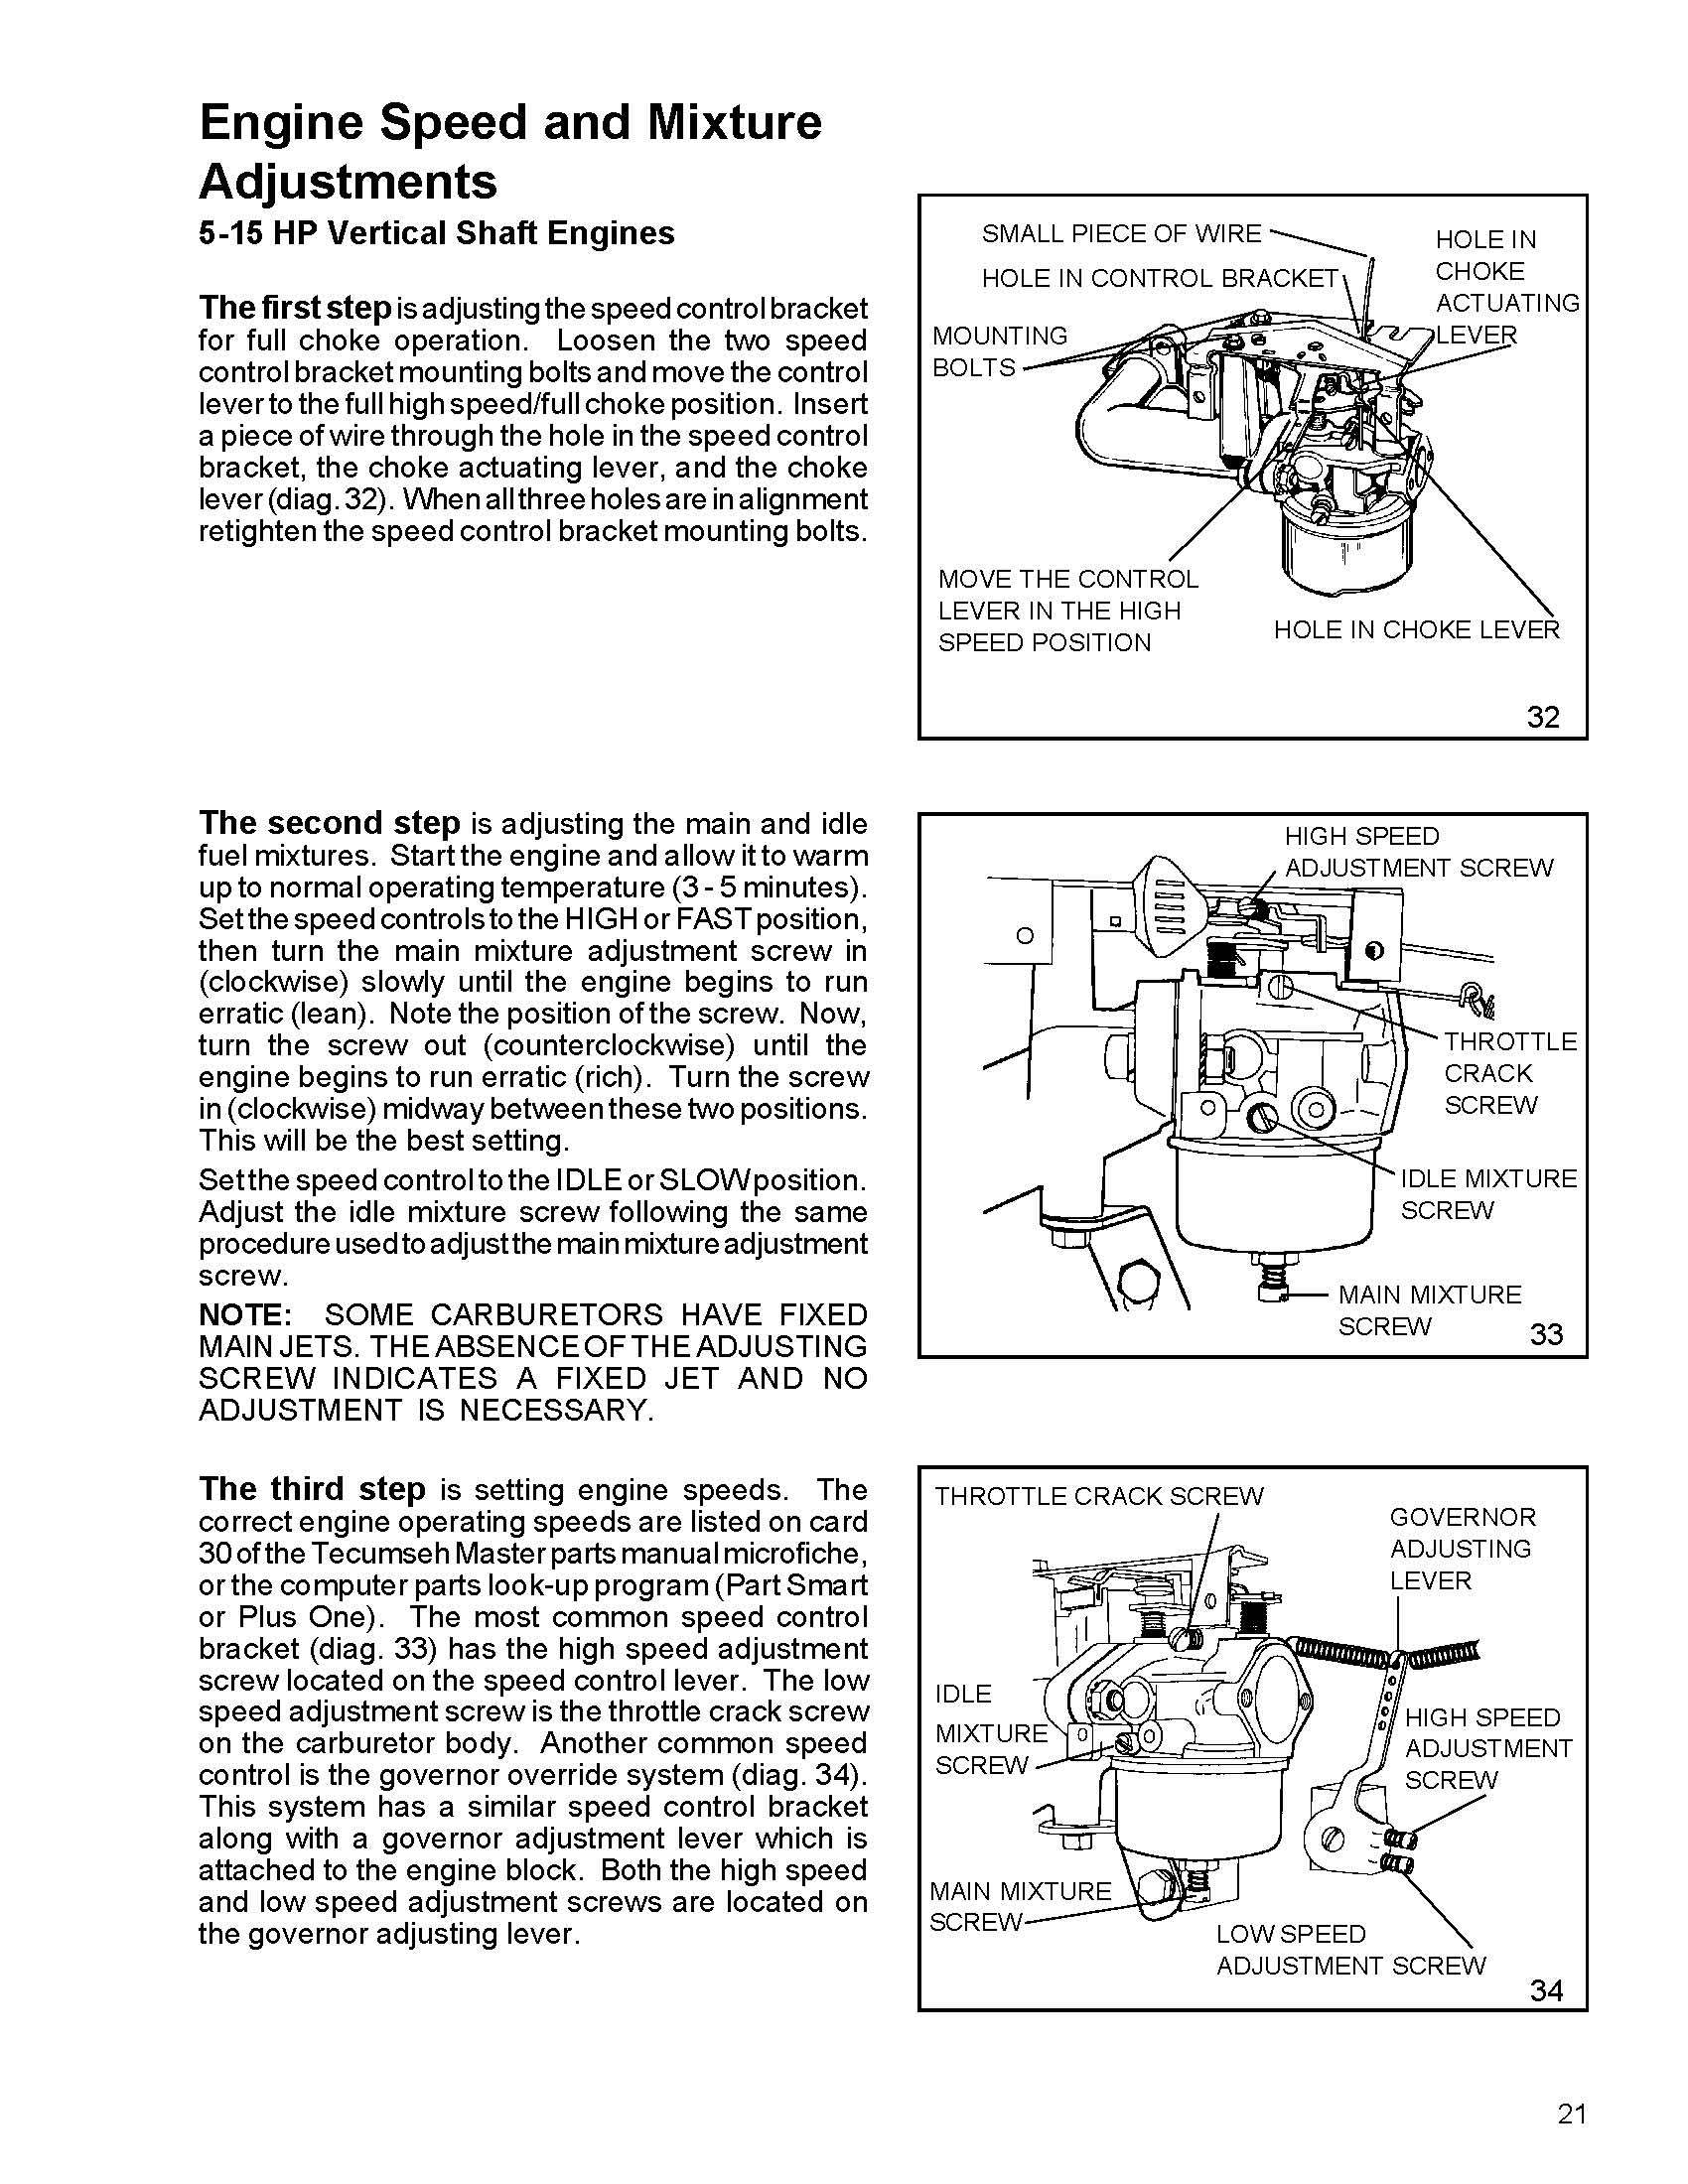 Engine Speed and Mixture
Adjustments
5-15 HP Vertical Shaft Engines
The first step is adjusting the speed control bracket
for full choke operation. Loosen the two speed
control bracket mounting bolts and move the control
lever to the full high speed/full choke position. Insert
a piece of wire through the hole in the speed control
bracket, the choke actuating lever, and the choke
lever (diag. 32). When all three holes are in alignment
retighten the speed control bracket mounting bolts.
SMALL PIECE OF WIRE
HOLE IN CONTROL BRACKET
HOLE IN
CHOKE
ACTUATING
LEVER
MOUNTING
BOLTS
MOVE THE CONTROL
LEVER IN THE HIGH
SPEED POSITION
HOLE IN CHOKE LEVER
32
The second step is adjusting the main and idle
fuel mixtures. Start the engine and allow it to warm
up to normal operating temperature (3 - 5 minutes).
Set the speed controls to the HIGH or FAST position,
then turn the main mixture adjustment screw in
(clockwise) slowly until the engine begins to run
erratic (lean). Note the position of the screw. Now,
turn the screw out (counterclockwise) until the
engine begins to run erratic (rich). Turn the screw
in (clockwise) midway between these two positions.
This will be the best setting.
Set the speed control to the IDLE or SLOW position.
Adjust the idle mixture screw following the same
procedure used to adjust the main mixture adjustment
screw.
NOTE: SOME CARBURETORS HAVE FIXED
MAIN JETS. THE ABSENCE OF THE ADJUSTING
SCREW INDICATES A FIXED JET AND NO
ADJUSTMENT IS NECESSARY.
HIGH SPEED
ADJUSTMENT SCREW
THROTTLE
CRACK
SCREW
IDLE MIXTURE
SCREW
MAIN MIXTURE
SCREW
33
The third step is setting engine speeds. The
correct engine operating speeds are listed on card
30 of the Tecumseh Master parts manual microfiche,
or the computer parts look-up program (Part Smart
or Plus One). The most common speed control
bracket (diag. 33) has the high speed adjustment
screw located on the speed control lever. The low
speed adjustment screw is the throttle crack screw
on the carburetor body. Another common speed
control is the governor override system (diag. 34).
This system has a similar speed control bracket
along with a governor adjustment lever which is
attached to the engine block. Both the high speed
and low speed adjustment screws are located on
the governor adjusting lever.
THROTTLE CRACK SCREW
GOVERNOR
ADJUSTING
LEVER
IDLE
MIXTURE
SCREW
HIGH SPEED
ADJUSTMENT
SCREW
MAIN MIXTURE
SCREW
LOW SPEED
ADJUSTMENT SCREW
34
21